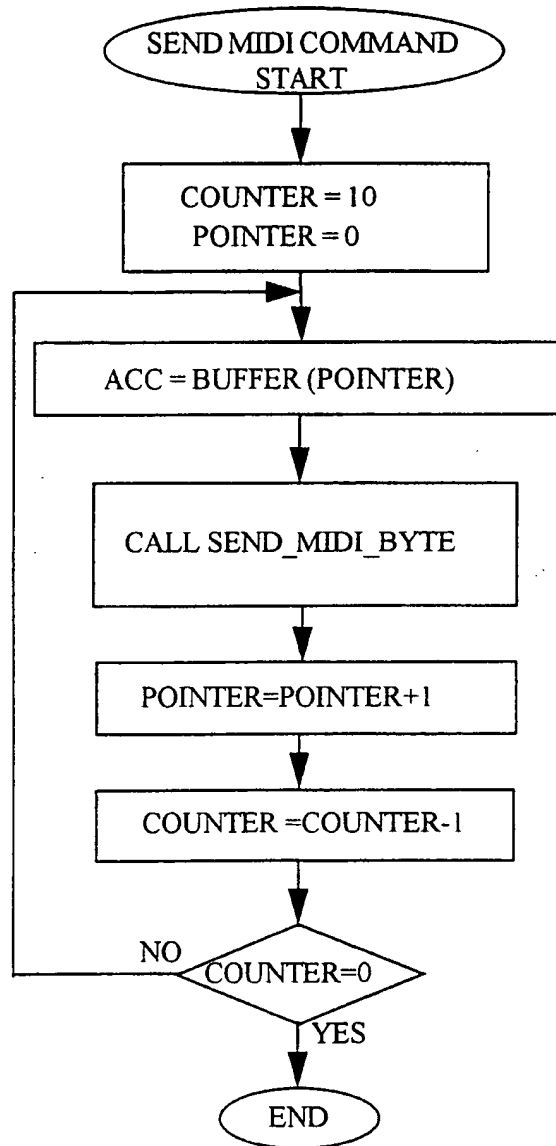 SEND MIDI COMMAND
START
COUNTER = 10
POINTER = 0
ACC = BUFFER (POINTER)
CALL SEND_MIDI_BYTE
POINTER=POINTER+1
COUNTER =COUNTER-1
NO
COUNTER=0
YES
END